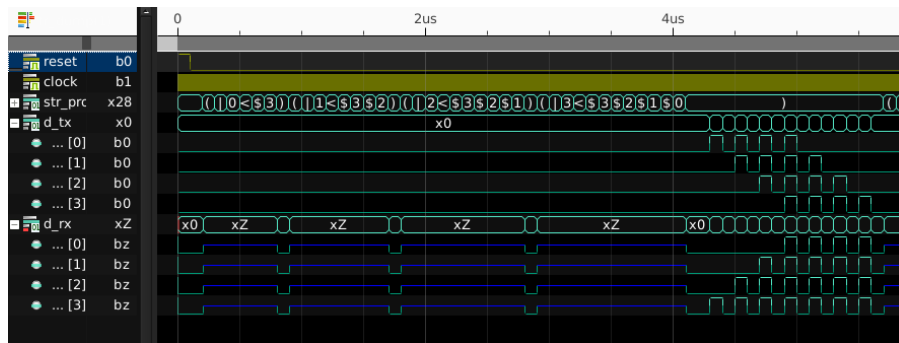 0 2us 4us
reset b0
clock b1
str_prc x28 ( | 0 < $ 3 ) ( | 1 < $ 3 $ 2 ) ( | 2 < $ 3 $ 2 $ 1 ) ( | 3 < $ 3 $ 2 $ 1 $ 0 ) (
d_tx x0 x0
... [0] b0
... [1] b0
... [2] b0
... [3] b0
d_rx xZ x0 xZ xZ xZ xZ x0
... [0] bz
... [1] bz
... [2] bz
... [3] bz